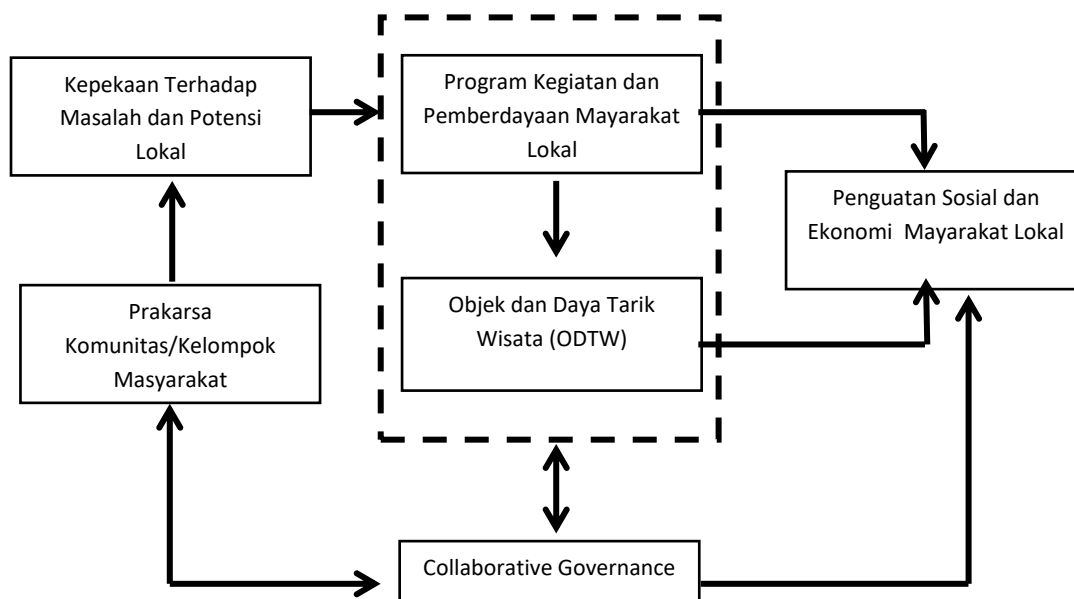 Kepekaan Terhadap
Masalah dan Potensi
Lokal
Program Kegiatan dan
Pemberdayaan Mayarakat
Lokal
Penguatan Sosial dan
Ekonomi Mayarakat Lokal
Prakarsa
Komunitas/Kelompok
Masyarakat
Objek dan Daya Tarik
Wisata (ODTW)
Collaborative Governance